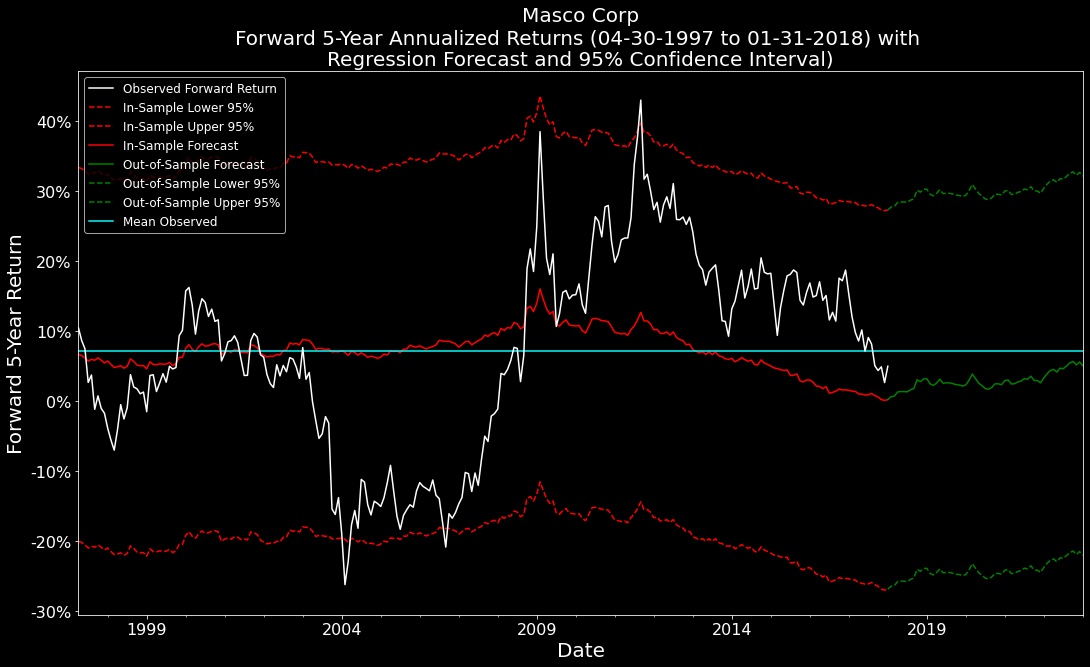 Masco Corp
Forward 5-Year Annualized Returns (04-30-1997 to 01-31-2018) with
Regression Forecast and 95% Confidence Interval)
Observed Forward Return
In-Sample Lower 95%
In-Sample Upper 95%
In-Sample Forecast
Out-of-Sample Forecast
Out-of-Sample Lower 95%
Out-of-Sample Upper 95%
Mean Observed
Forward 5-Year Return
40%
30%
20%
10%
0%
-10%
-20%
-30%
1999
2004
2009
2014
2019
Date